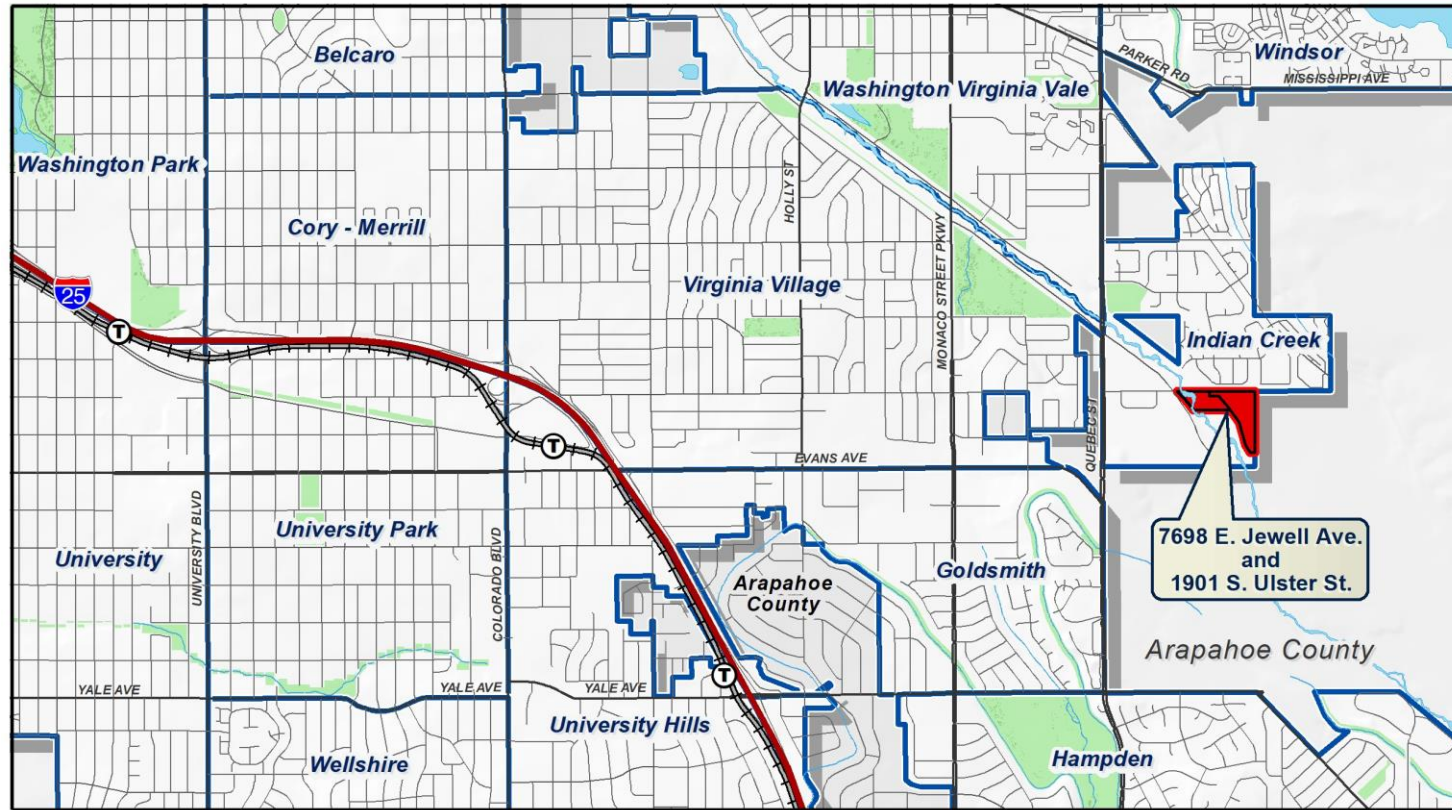 Belcaro
Windsor
PARKER RD
MISSISSIPPI AVE
Washington Virginia Vale
Washington Park
HOLLY ST
Cory - Merrill
MONACO STREET PKWY
Virginia Village
25
T
Indian Creek
QUEBEC ST
T
EVANS AVE
UNIVERSITY BLVD
University Park
COLORADO BLVD
University
7698 E. Jewell Ave.
and
1901 S. Ulster St.
Goldsmith
Arapahoe
County
Arapahoe County
T
YALE AVE
YALE AVE
YALE AVE
University Hills
Wellshire
Hampden